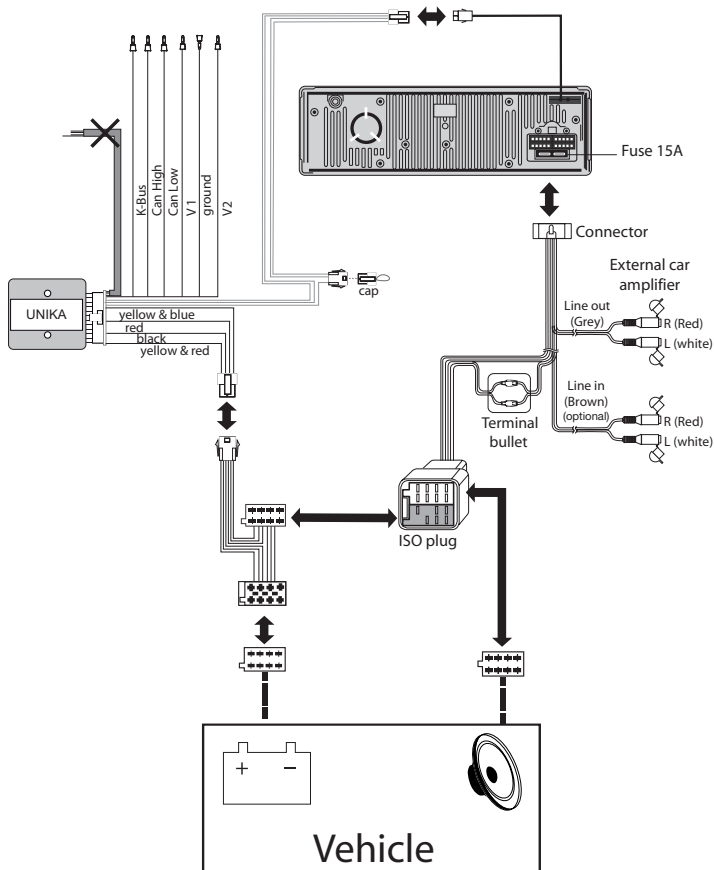 Fuse 15A
K-Bus
Can High
Can Low
V 1
ground
V2
Connector
cap
External car
amplifier
Line out
(Grey)
R (Red)
L (white)
UNIKA
yellow & blue
red
black
yellow & red
Line in
(Brown)
(optional)
R (Red)
L (white)
Terminal
bullet
ISO plug
+ −
Vehicle